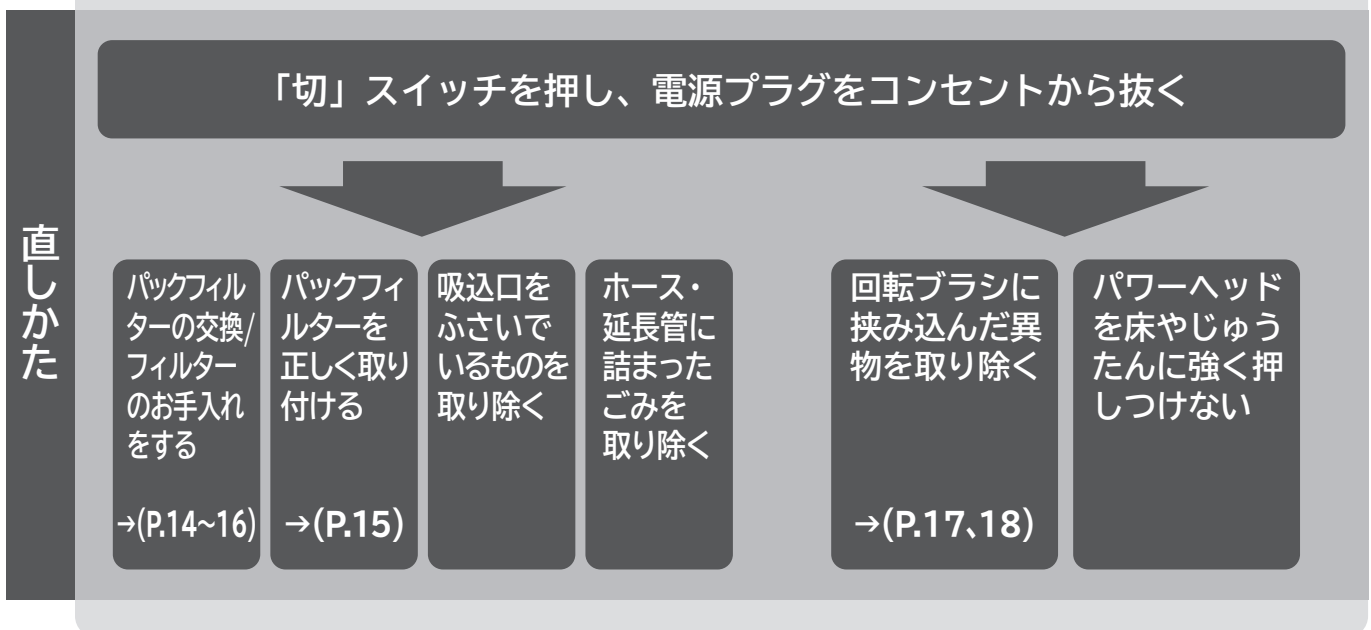 「切」スイッチを押し、電源プラグをコンセントから抜く
直しかた
パックフィル
ターの交換/
フィルター
のお手入れ
をする
→(P.14~16)
パックフィ
ルターを
正しく取り
付ける
→(P.15)
吸込口を
ふさいで
いるものを
取り除く
ホース・
延長管に
詰まった
ごみを
取り除く
回転ブラシに
挟み込んだ異
物を取り除く
→(P.17、18)
パワーヘッド
を床やじゅう
たんに強く押
しつけない